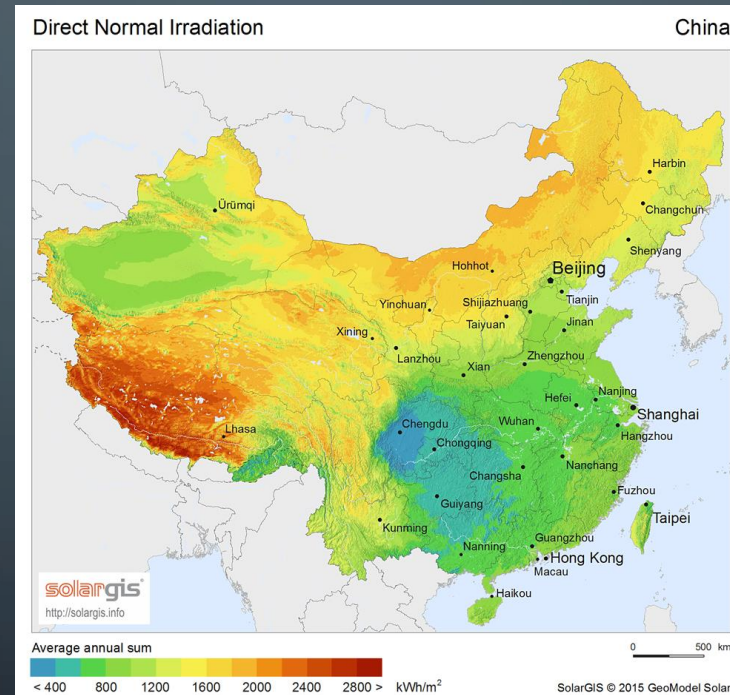 Direct Normal Irradiation
China
Harbin
Ürümqi
Changchun
Shenyang
Hohhot
Beijing
Yinchuan
Shijiazhuang
Tianjin
Taiyuan
Jinan
Xining
Lanzhou
Zhengzhou
Xian
Nanjing
Hefei
Shanghai
Lhasa
Chengdu
Wuhan
Hangzhou
Chongqing
Nanchang
Changsha
Guiyang
Fuzhou
Taipei
Kunming
Guangzhou
Nanning
Hong Kong
Macau
solargis
http://solargis.info
Haikou
Average annual sum
0 500 km
< 400 800 1200 1600 2000 2400 2800 > kWh/m²
SolarGIS © 2015 GeoModel Solar